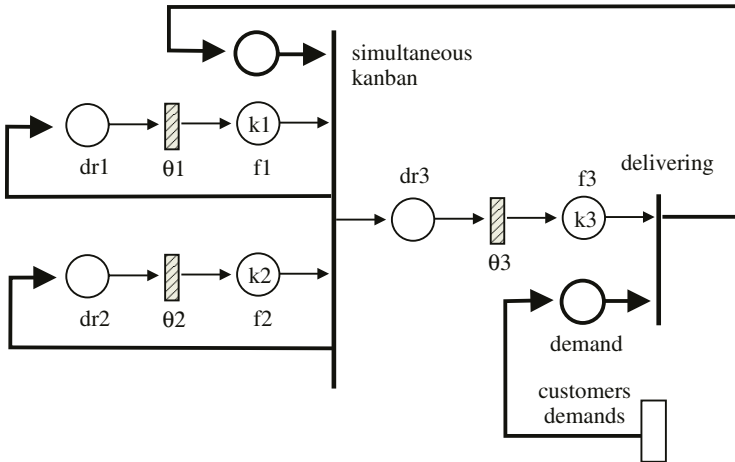 simultaneous
kanban
k1
dr1
θ1
f1
delivering
dr3
f3
k3
θ3
k2
dr2
θ2
f2
demand
customers
demands